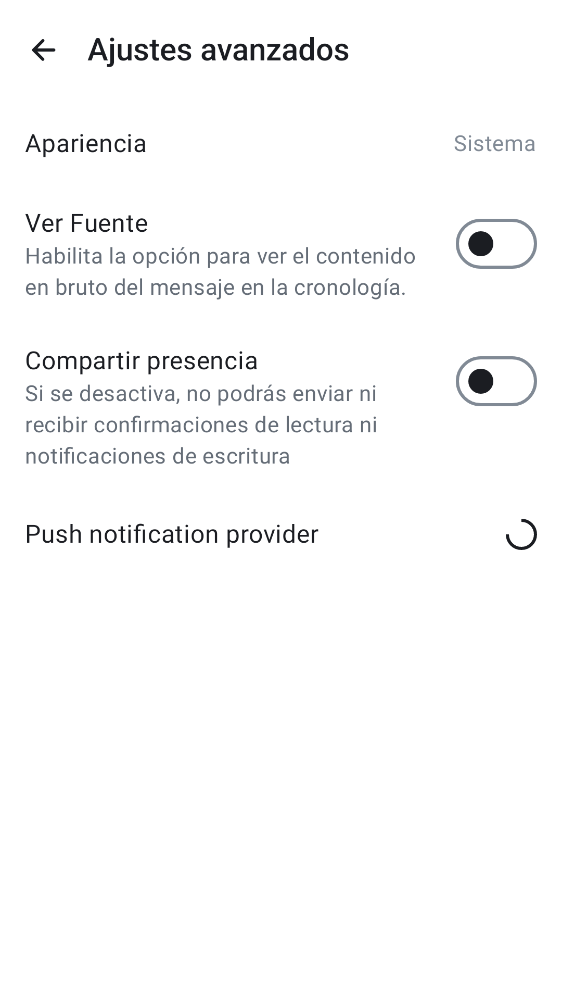 Ajustes avanzados
Apariencia
Sistema
Ver Fuente
Habilita la opción para ver el contenido
en bruto del mensaje en la cronología.
Compartir presencia
Si se desactiva, no podrás enviar ni
recibir confirmaciones de lectura ni
notificaciones de escritura
Push notification provider